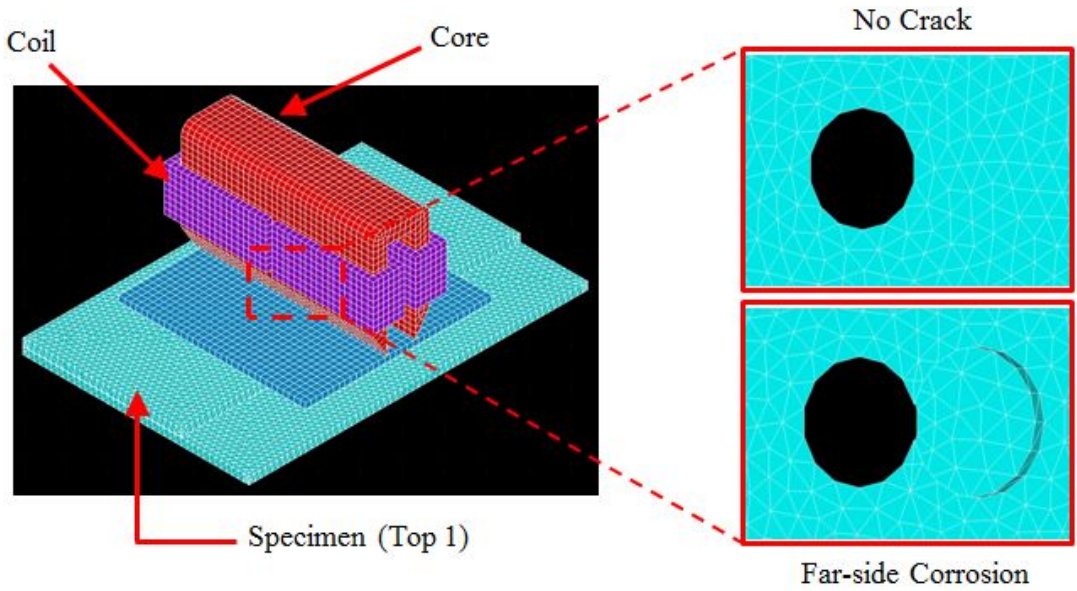 No Crack
Coil
Core
Specimen (Top 1)
Far-side Corrosion